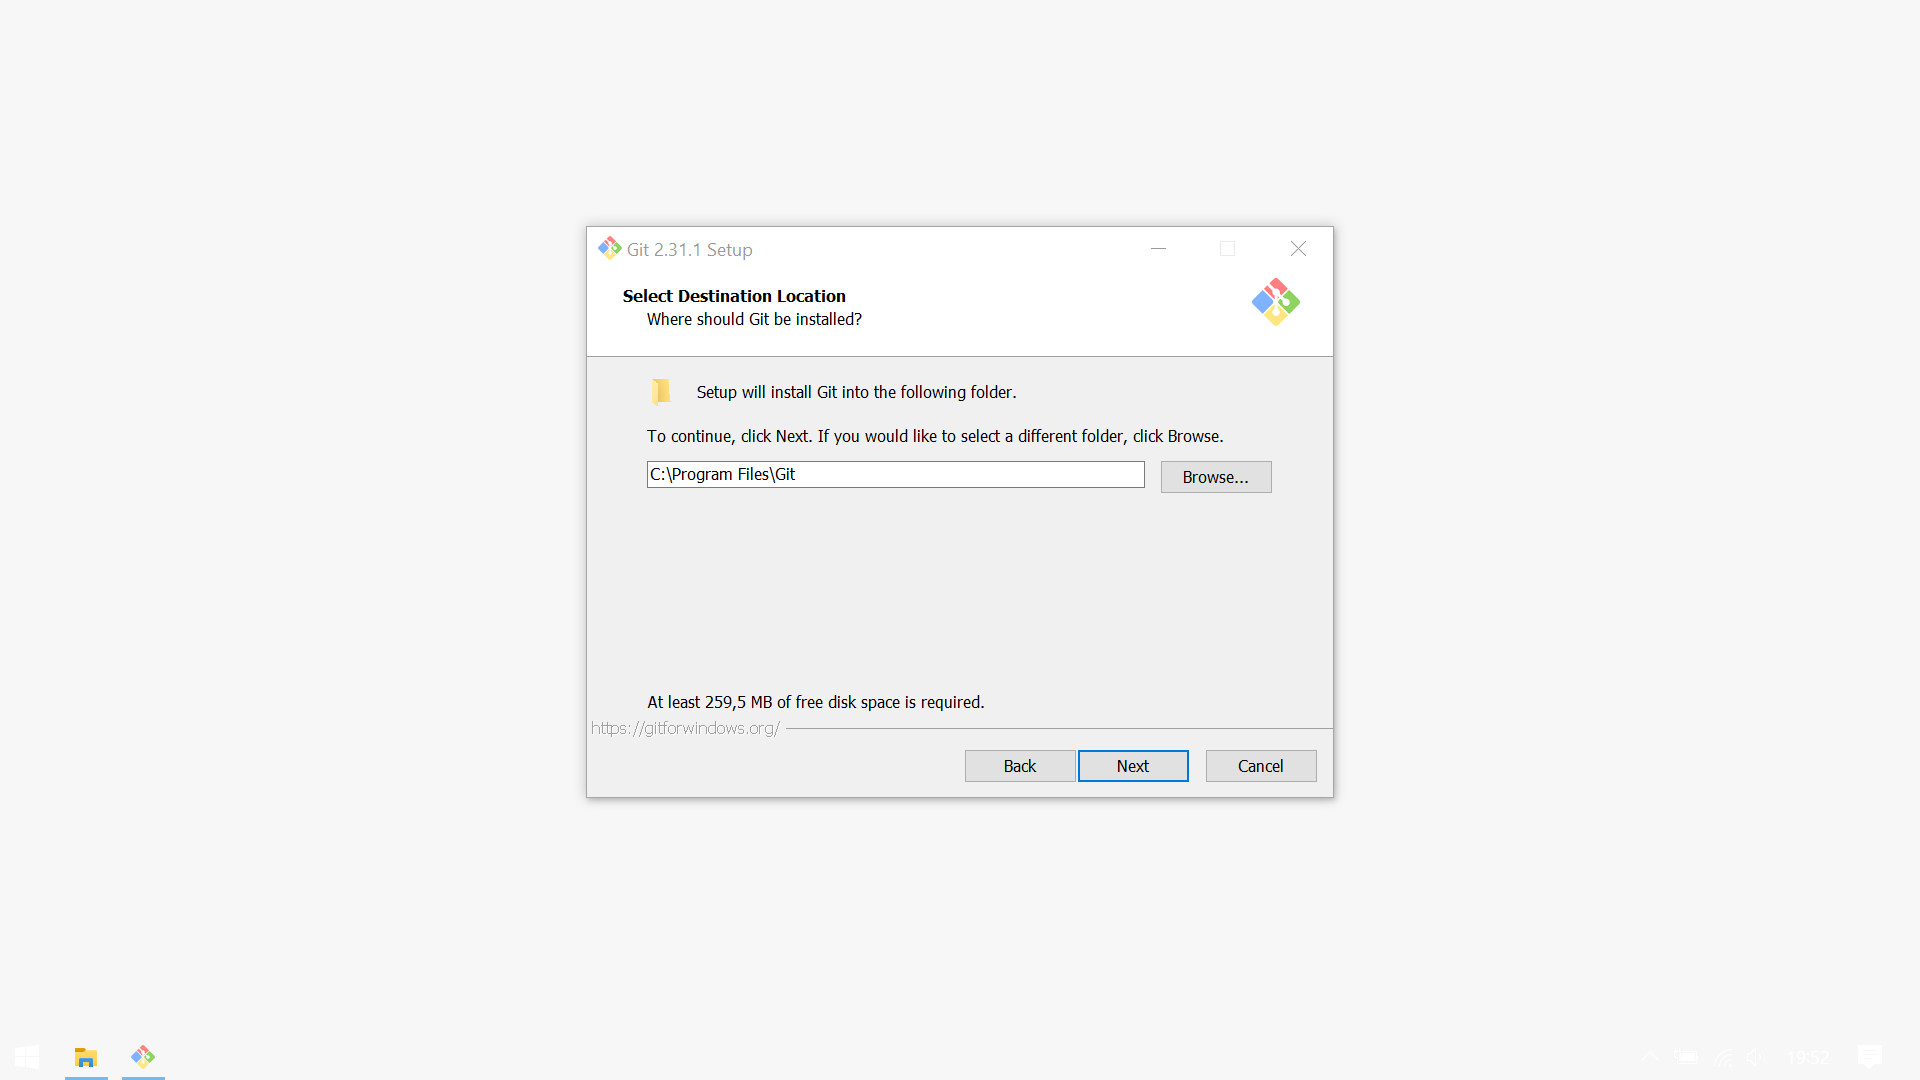 Git 2.31.1 Setup
Select Destination Location
Where should Git be installed?
Setup will install Git into the following folder.
To continue, click Next. If you would like to select a different folder, click Browse.
C:\Program Files\Git
Browse...
At least 259,5 MB of free disk space is required.
https://gitforwindows.org/
Back
Next
Cancel
19:52